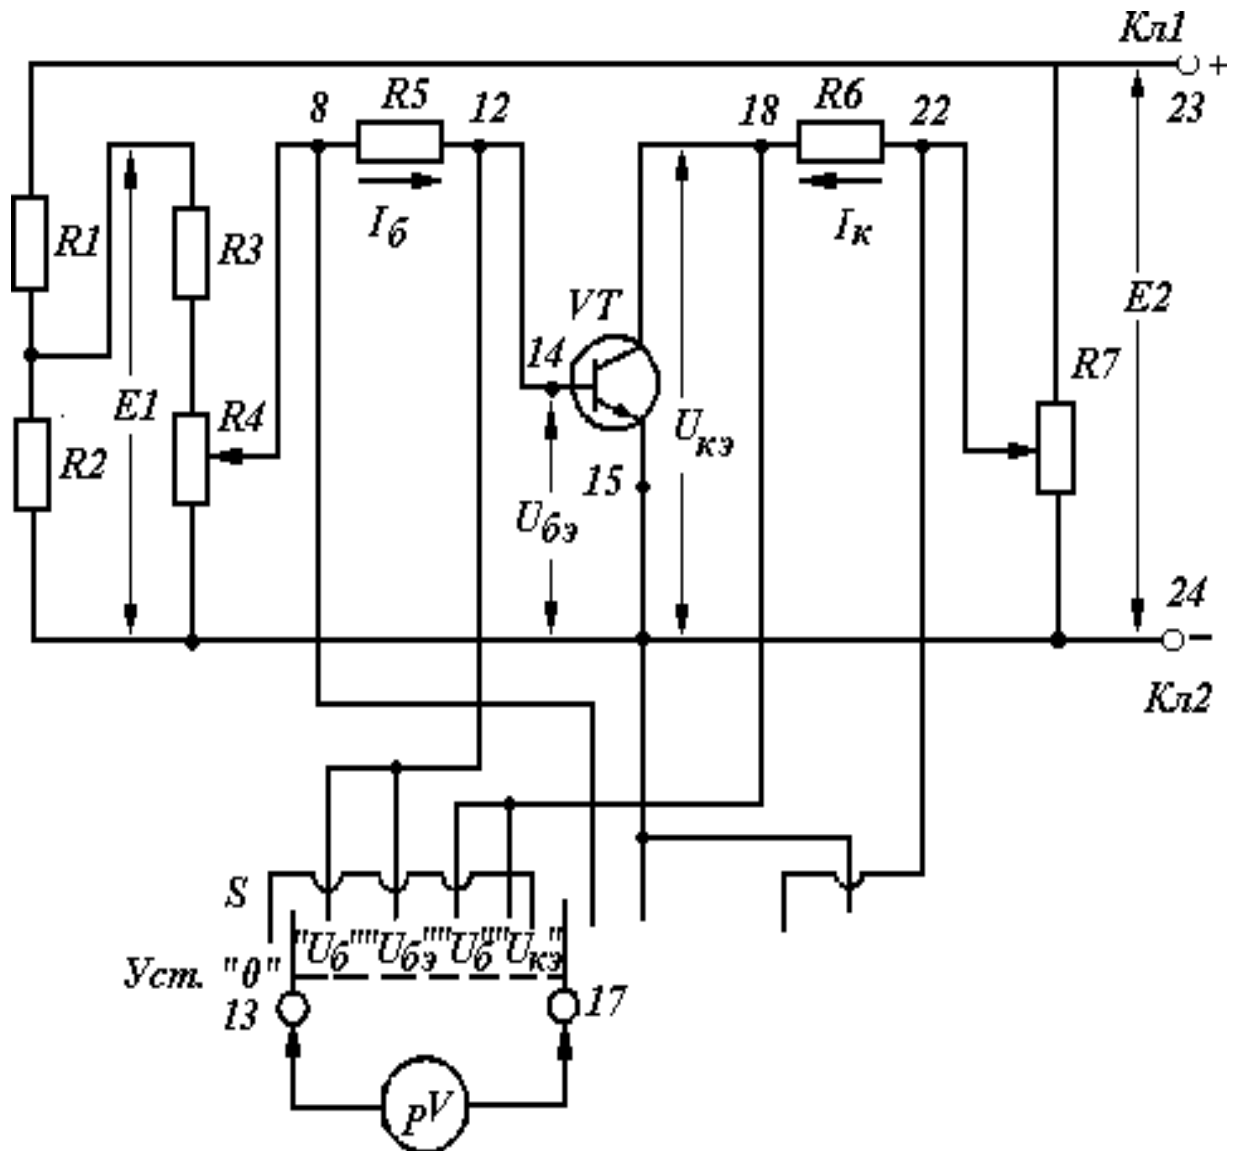 Кл1
+
23
8
R5
12
18
R6
22
Iб
Iк
R1
R3
VT
E2
14
R7
E1
R4
Uкэ
R2
15
Uбэ
24
−
Кл2
S
"Uб" "Uбэ" "Uб" "Uкэ"
Уст. "0"
13
17
pV